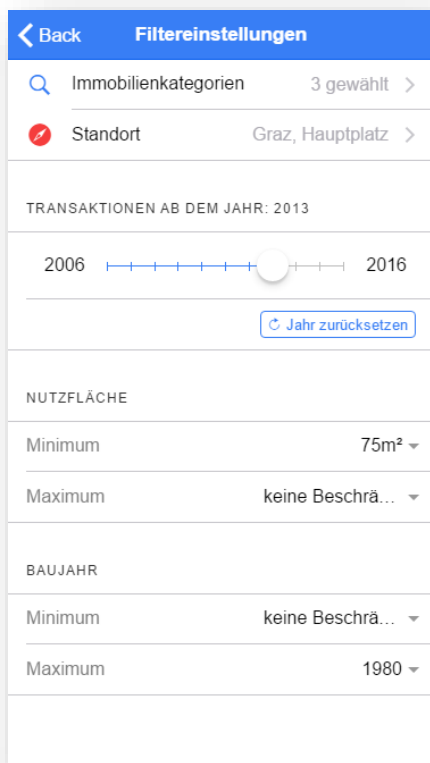 Back Filtereinstellungen
Immobilienkategorien 3 gewählt
Standort Graz, Hauptplatz
TRANSAKTIONEN AB DEM JAHR: 2013
2006 2016
Jahr zurücksetzen
NUTZFLÄCHE
Minimum 75m²
Maximum keine Beschrä...
BAUJAHR
Minimum keine Beschrä...
Maximum 1980